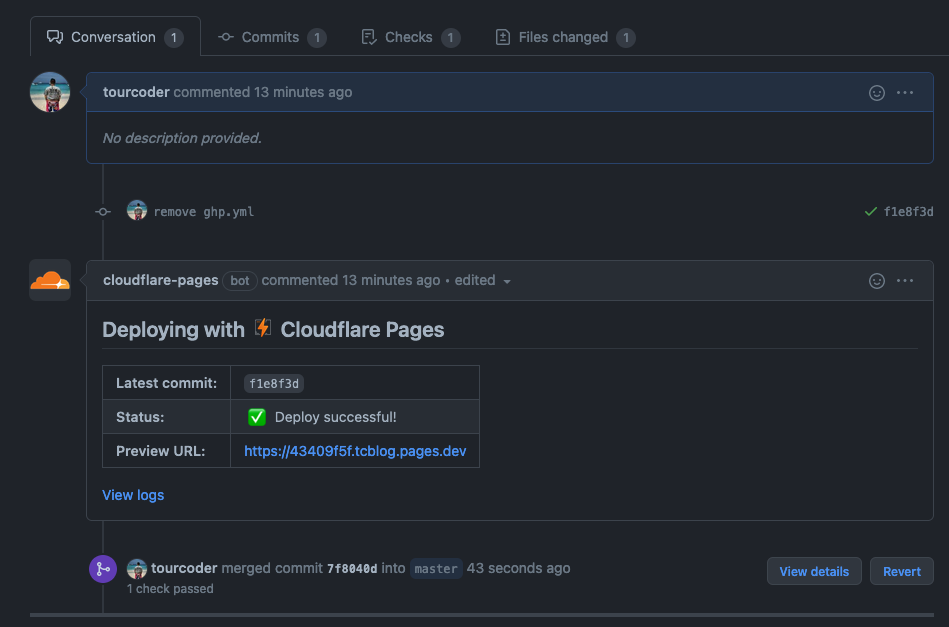 Conversation 1 Commits 1 Checks 1 Files changed 1
tourcoder commented 13 minutes ago
No description provided.
remove ghp.yml f1e8f3d
cloudflare-pages bot commented 13 minutes ago • edited
Deploying with ⚡ Cloudflare Pages
Latest commit: f1e8f3d
Status: ✅ Deploy successful!
Preview URL: https://43409f5f.tcblog.pages.dev
View logs
tourcoder merged commit 7f8040d into master 43 seconds ago View details Revert
1 check passed